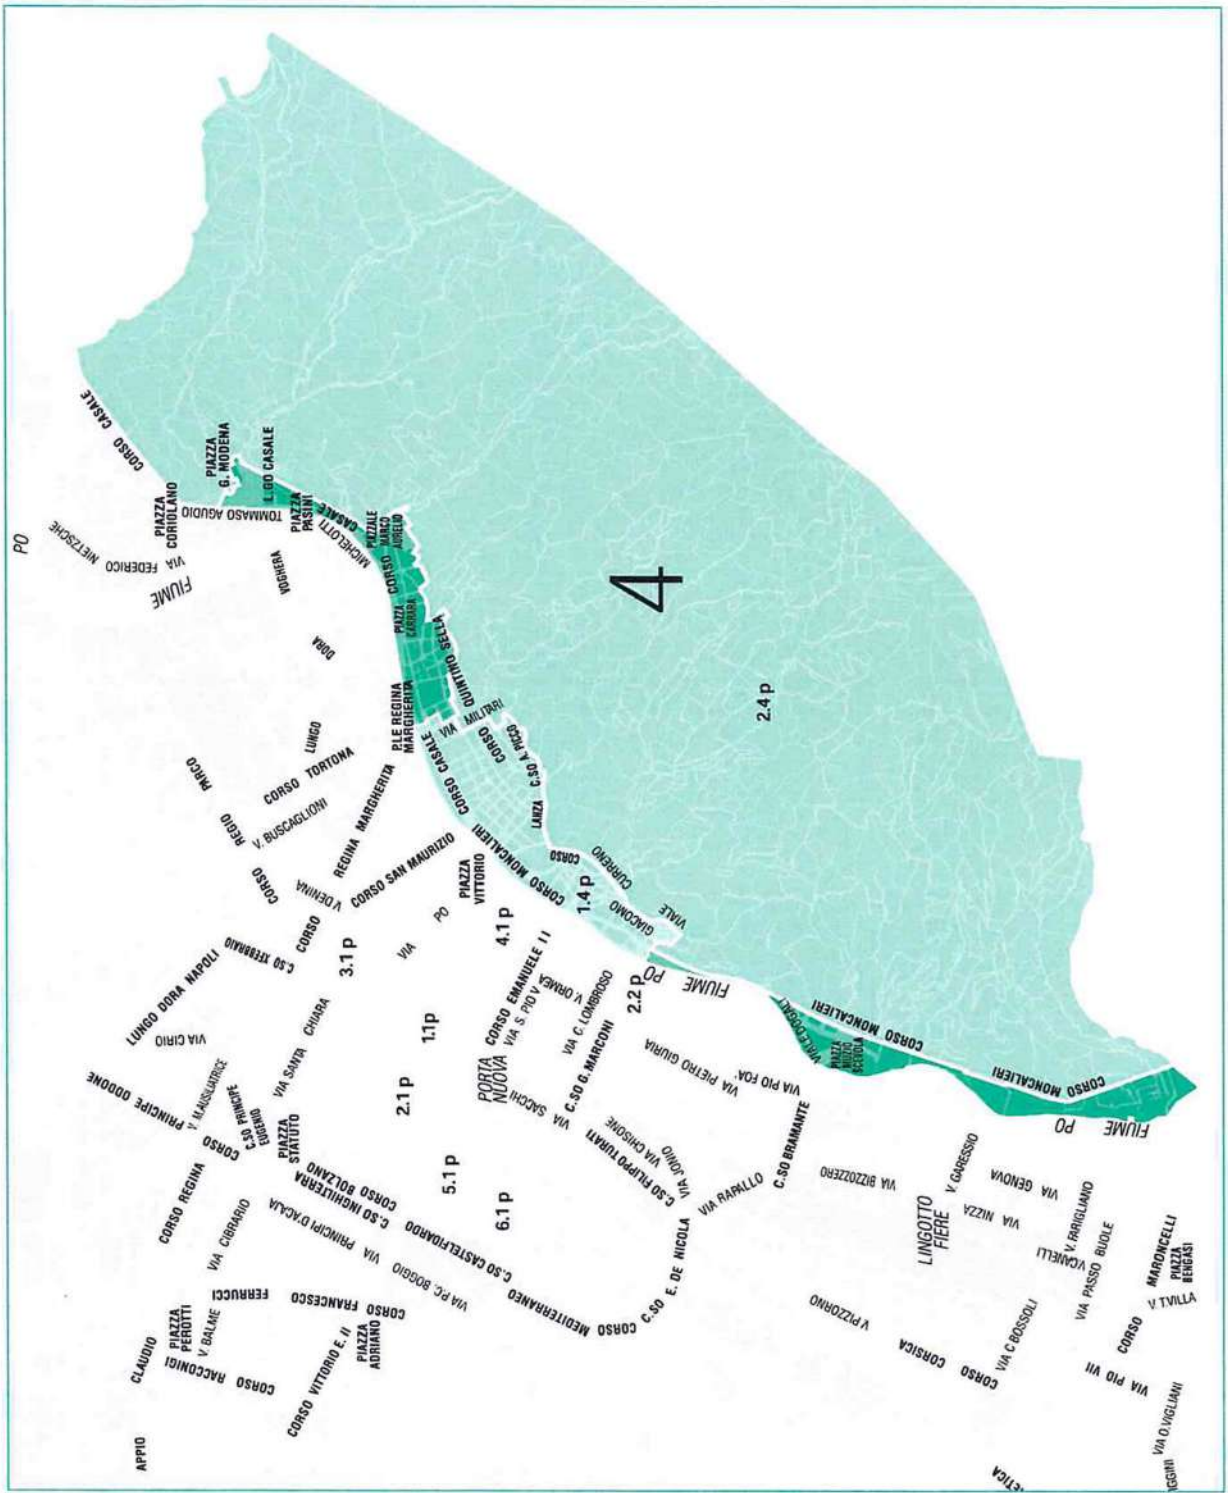 PO
CORSO CASALE
PIAZZA
G. MODENA
L.GO CASALE
PIAZZA
CORIOLANO
TOMMASO AGUDIO
PIAZZA
PASINI
VIA FEDERICO NIETZSCHE
FIUME
CASALE
MICHELOTTI
PIAZZALE
MARCO
AURELIO
VOGHERA
CORSO
PIAZZA
CARRARA
DORA
4
QUINTINO SELLA
P.LE REGINA
MARGHERITA
VIA MILITARI
2.4 p
LUNGO
CORSO TORTONA
PARCO
REGIO
CORSO
V. BUSCAGLIONI
CORSO CASALE
CORSO
C.SO A. PICCO
LANZA
CORSO
REGINA MARGHERITA
CORSO SAN MAURIZIO
V.DENINA
CORSO
PIAZZA
VITTORIO
CORSO MONCALIERI
CURRENO
GIACOMO
VIALE
1.4 p
VIA
PO
4.1 p
3.1 p
C.SO XFEBBRAIO
LUNGO DORA NAPOLI
VIA CIRIO
VIA SANTA CHIARA
1.1p
CORSO EMANUELE II
VIA S. PIO V
V. ORMEA
VIA C. LOMBROSO
C.SO G. MARCONI
2.2 p
FIUME PO
PORTA
NUOVA
VIA SACCHI
2.1 p
CORSO PRINCIPE ODDONE
V. M.AUSILIATRICE
C.SO PRINCIPE
EUGENIO
PIAZZA
STATUTO
CORSO REGINA
VIALE DOGALI
PIAZZA
MUZIO
SCEVOLA
CORSO MONCALIERI
VIA PIETRO GIURIA
VIA PIO FOA'
C.SO FILIPPO TURATI
VIA CHISONE
VIA JONIO
C.SO BRAMANTE
VIA RAPALLO
CORSO MONCALIERI
FIUME PO
5.1 p
6.1 p
CORSO BOLZANO
C.SO INGHILTERRA
C.SO CASTELFIDARDO
VIA PRINCIPI D'ACAJA
VIA P.C. BOGGIO
VIA CIBRARIO
CORSO MEDITERRANEO
C.SO E. DE NICOLA
CORSO FRANCESCO FERRUCCI
PIAZZA
PEROTTI
V. BALME
CLAUDIO
CORSO RACCONIGI
CORSO VITTORIO E. II
PIAZZA
ADRIANO
APPIO
VIA BIZZOZZERO
V. GARESSIO
VIA GENOVA
VIA NIZZA
LINGOTTO
FIERE
V.CANELLI
V. FARIGLIANO
VIA PASSO BUOLE
V PIZZORNO
CORSO CORSICA
VIA C BOSSOLI
CORSO MARONCELLI
PIAZZA
BENGASI
V. T.VILLA
VIA PIO VII
VIA O.VIGLIANI
IGGINI
ETICA